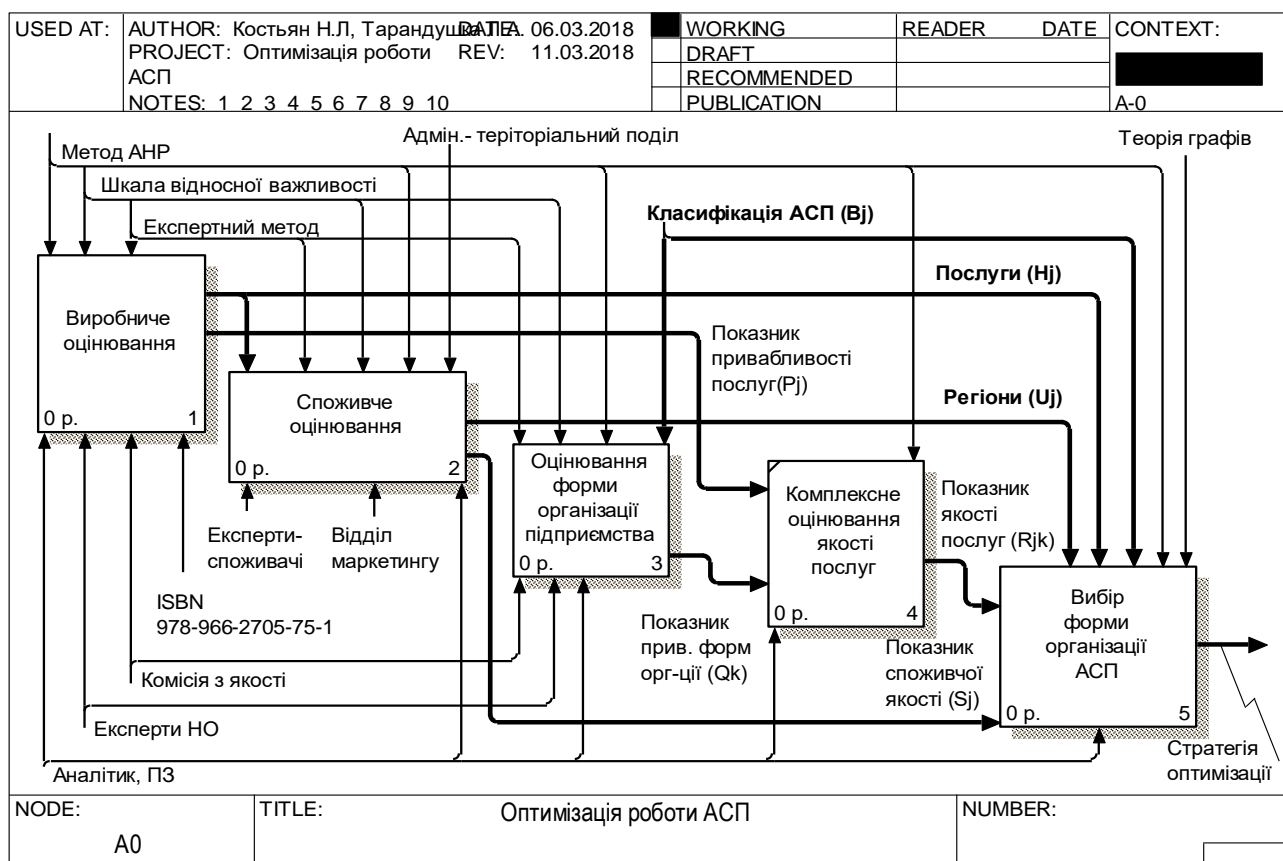 USED AT:
AUTHOR: Костьян Н.Л, Тарандушка Л.А.
DATE: 06.03.2018
PROJECT: Оптимізація роботи
АСП
REV: 11.03.2018
NOTES: 1 2 3 4 5 6 7 8 9 10
WORKING
DRAFT
RECOMMENDED
PUBLICATION
READER DATE
CONTEXT:
A-0
Метод АНР
Адмін.- теріторіальний поділ
Теорія графів
Шкала відносної важливості
Експертний метод
Класифікація АСП (Bj)
Послуги (Hj)
Виробниче
оцінювання
0 р. 1
Показник
привабливості
послуг(Pj)
Споживче
оцінювання
0 р. 2
Регіони (Uj)
Оцінювання
форми
організації
підприємства
0 р. 3
Комплексне
оцінювання
якості
послуг
0 р. 4
Показник
якості
послуг (Rjk)
Експерти-
споживачі
Відділ
маркетингу
ISBN
978-966-2705-75-1
Вибір
форми
організації
АСП
0 р. 5
Показник
прив. форм
орг-ції (Qk)
Показник
споживчої
якості (Sj)
Комісія з якості
Експерти НО
Аналітик, ПЗ
Стратегія
оптимізації
NODE:
A0
TITLE:
Оптимізація роботи АСП
NUMBER: